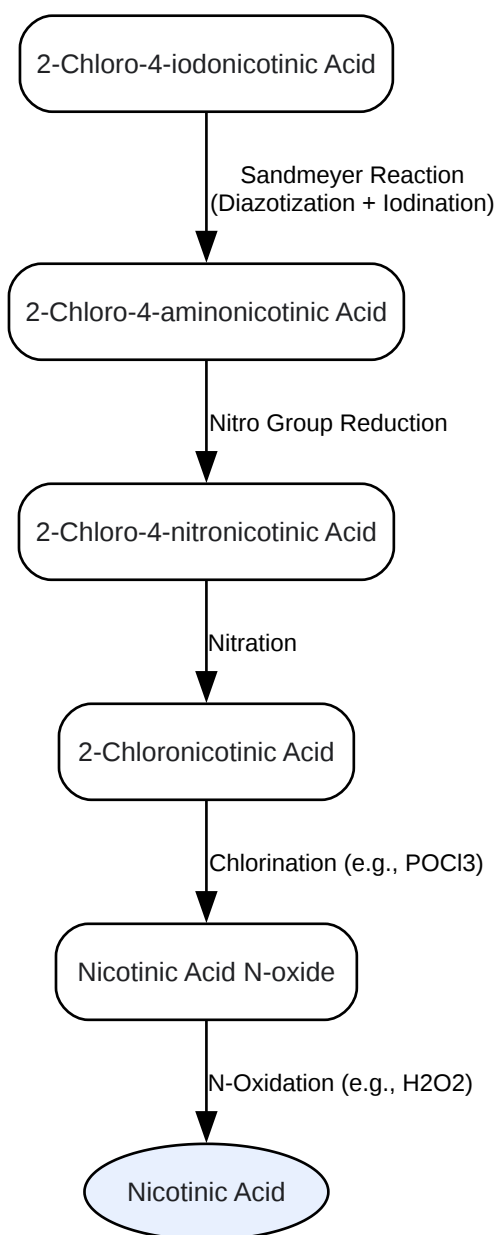 2-Chloro-4-iodonicotinic Acid
Sandmeyer Reaction
(Diazotization + Iodination)
2-Chloro-4-aminonicotinic Acid
Nitro Group Reduction
2-Chloro-4-nitronicotinic Acid
Nitration
2-Chloronicotinic Acid
Chlorination (e.g., POCl3)
Nicotinic Acid N-oxide
N-Oxidation (e.g., H2O2)
Nicotinic Acid